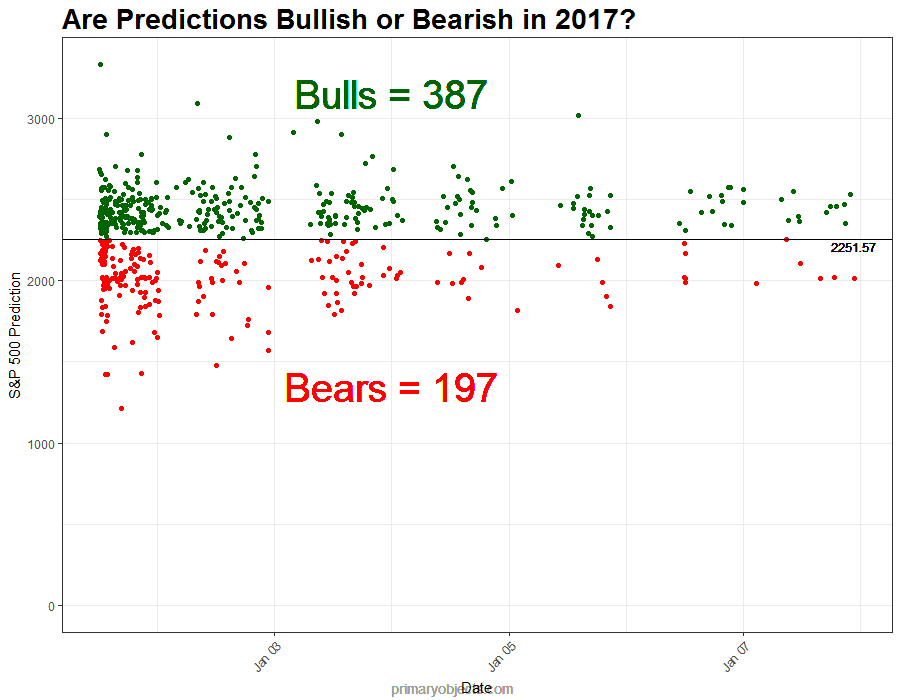 Are Predictions Bullish or Bearish in 2017?
Bulls = 387
3000
2251.57
2000
S&P 500 Prediction
Bears = 197
1000
0
Jan 03
Jan 05
Jan 07
Date
primaryobjects.com